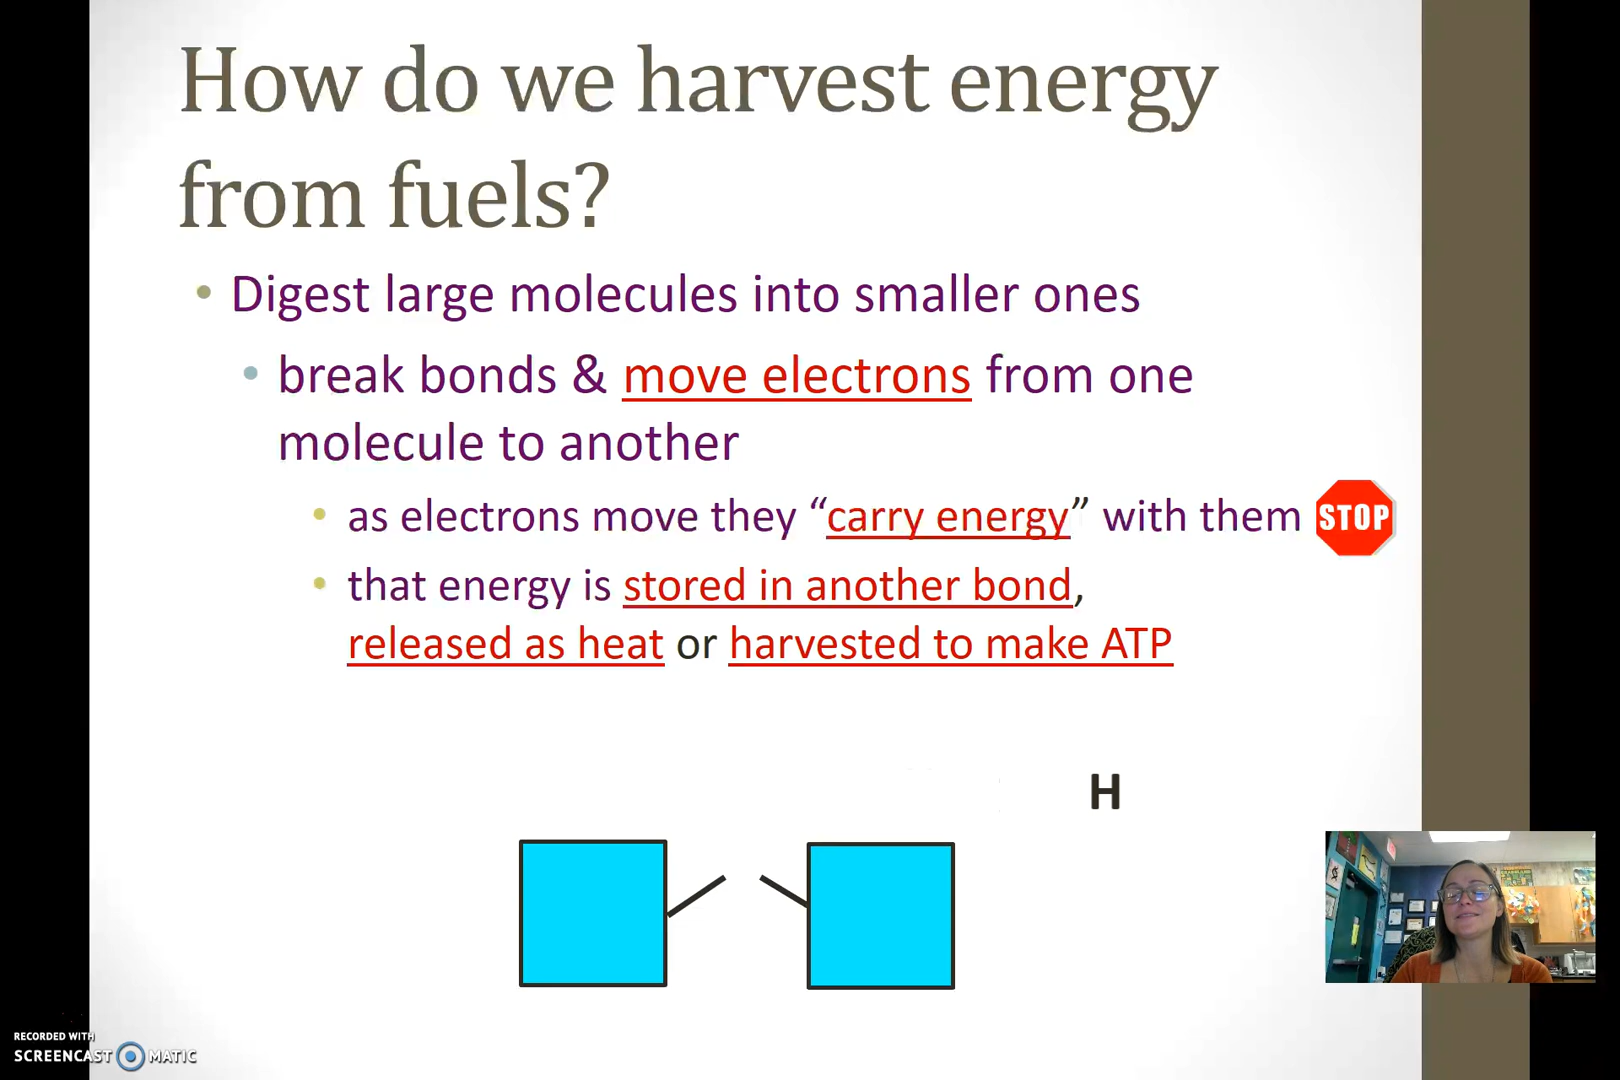 How do we harvest energy
from fuels?
• Digest large molecules into smaller ones
• break bonds & move electrons from one
molecule to another
• as electrons move they “carry energy” with them
STOP
• that energy is stored in another bond,
released as heat or harvested to make ATP
H
RECORDED WITH
SCREENCAST MATIC